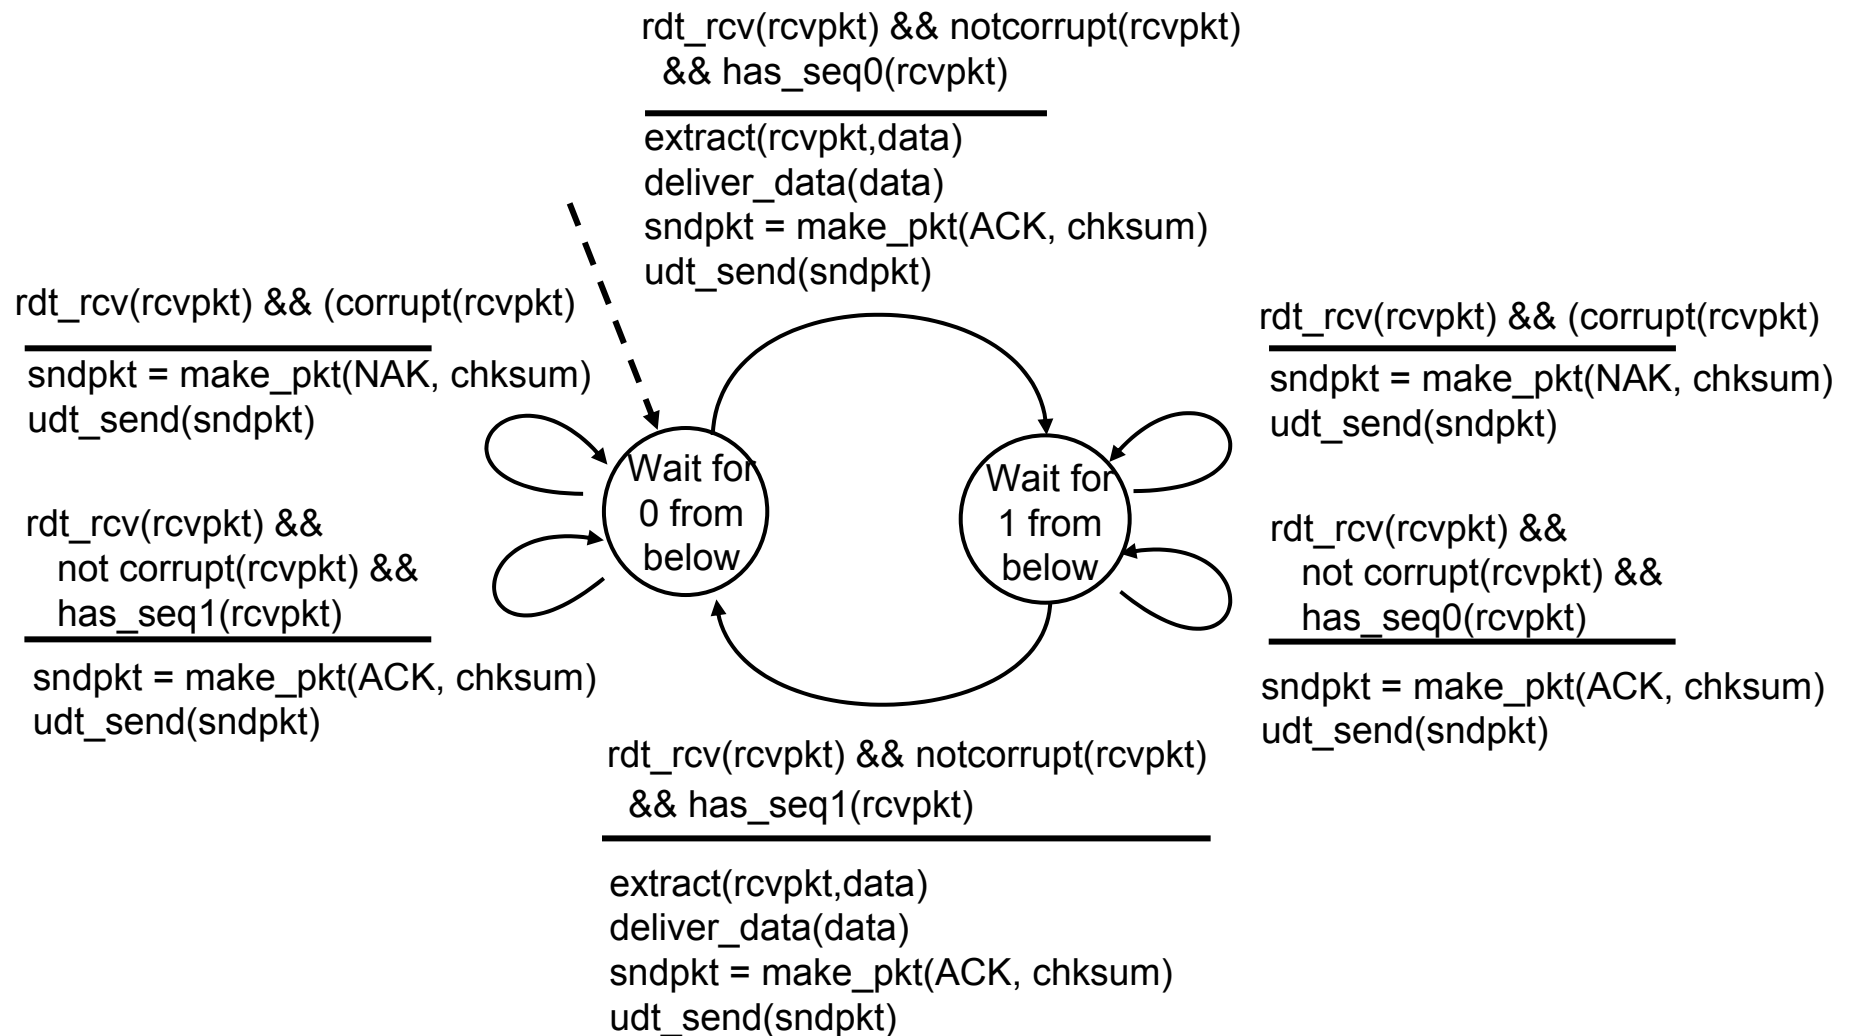 rdt_rcv(rcvpkt) && notcorrupt(rcvpkt)
&& has_seq0(rcvpkt)
extract(rcvpkt,data)
deliver_data(data)
sndpkt = make_pkt(ACK, chksum)
udt_send(sndpkt)
rdt_rcv(rcvpkt) && (corrupt(rcvpkt)
sndpkt = make_pkt(NAK, chksum)
udt_send(sndpkt)
rdt_rcv(rcvpkt) &&
not corrupt(rcvpkt) &&
has_seq1(rcvpkt)
sndpkt = make_pkt(ACK, chksum)
udt_send(sndpkt)
Wait for
0 from
below
Wait for
1 from
below
rdt_rcv(rcvpkt) && (corrupt(rcvpkt)
sndpkt = make_pkt(NAK, chksum)
udt_send(sndpkt)
rdt_rcv(rcvpkt) &&
not corrupt(rcvpkt) &&
has_seq0(rcvpkt)
sndpkt = make_pkt(ACK, chksum)
udt_send(sndpkt)
rdt_rcv(rcvpkt) && notcorrupt(rcvpkt)
&& has_seq1(rcvpkt)
extract(rcvpkt,data)
deliver_data(data)
sndpkt = make_pkt(ACK, chksum)
udt_send(sndpkt)